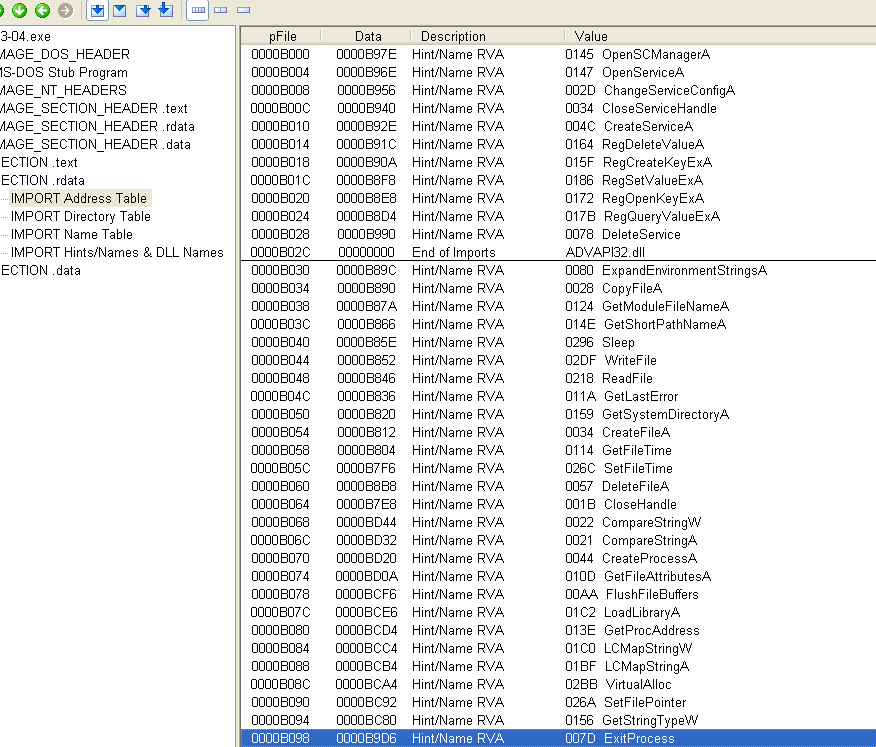 3-04.exe
MAGE_DOS_HEADER
MS-DOS Stub Program
MAGE_NT_HEADERS
MAGE_SECTION_HEADER .text
MAGE_SECTION_HEADER .rdata
MAGE_SECTION_HEADER .data
ECTION .text
ECTION .rdata
IMPORT Address Table
IMPORT Directory Table
IMPORT Name Table
IMPORT Hints/Names & DLL Names
ECTION .data
pFile Data Description Value
0000B000 0000B97E Hint/Name RVA 0145 OpenSCManagerA
0000B004 0000B96E Hint/Name RVA 0147 OpenServiceA
0000B008 0000B956 Hint/Name RVA 002D ChangeServiceConfigA
0000B00C 0000B940 Hint/Name RVA 0034 CloseServiceHandle
0000B010 0000B92E Hint/Name RVA 004C CreateServiceA
0000B014 0000B91C Hint/Name RVA 0164 RegDeleteValueA
0000B018 0000B90A Hint/Name RVA 015F RegCreateKeyExA
0000B01C 0000B8F8 Hint/Name RVA 0186 RegSetValueExA
0000B020 0000B8E8 Hint/Name RVA 0172 RegOpenKeyExA
0000B024 0000B8D4 Hint/Name RVA 017B RegQueryValueExA
0000B028 0000B990 Hint/Name RVA 0078 DeleteService
0000B02C 00000000 End of Imports ADVAPI32.dll
0000B030 0000B89C Hint/Name RVA 0080 ExpandEnvironmentStringsA
0000B034 0000B890 Hint/Name RVA 0028 CopyFileA
0000B038 0000B87A Hint/Name RVA 0124 GetModuleFileNameA
0000B03C 0000B866 Hint/Name RVA 014E GetShortPathNameA
0000B040 0000B85E Hint/Name RVA 0296 Sleep
0000B044 0000B852 Hint/Name RVA 02DF WriteFile
0000B048 0000B846 Hint/Name RVA 0218 ReadFile
0000B04C 0000B836 Hint/Name RVA 011A GetLastError
0000B050 0000B820 Hint/Name RVA 0159 GetSystemDirectoryA
0000B054 0000B812 Hint/Name RVA 0034 CreateFileA
0000B058 0000B804 Hint/Name RVA 0114 GetFileTime
0000B05C 0000B7F6 Hint/Name RVA 026C SetFileTime
0000B060 0000B8B8 Hint/Name RVA 0057 DeleteFileA
0000B064 0000B7E8 Hint/Name RVA 001B CloseHandle
0000B068 0000BD44 Hint/Name RVA 0022 CompareStringW
0000B06C 0000BD32 Hint/Name RVA 0021 CompareStringA
0000B070 0000BD20 Hint/Name RVA 0044 CreateProcessA
0000B074 0000BD0A Hint/Name RVA 010D GetFileAttributesA
0000B078 0000BCF6 Hint/Name RVA 00AA FlushFileBuffers
0000B07C 0000BCE6 Hint/Name RVA 01C2 LoadLibraryA
0000B080 0000BCD4 Hint/Name RVA 013E GetProcAddress
0000B084 0000BCC4 Hint/Name RVA 01C0 LCMapStringW
0000B088 0000BCB4 Hint/Name RVA 01BF LCMapStringA
0000B08C 0000BCA4 Hint/Name RVA 02BB VirtualAlloc
0000B090 0000BC92 Hint/Name RVA 026A SetFilePointer
0000B094 0000BC80 Hint/Name RVA 0156 GetStringTypeW
0000B098 0000B9D6 Hint/Name RVA 007D ExitProcess